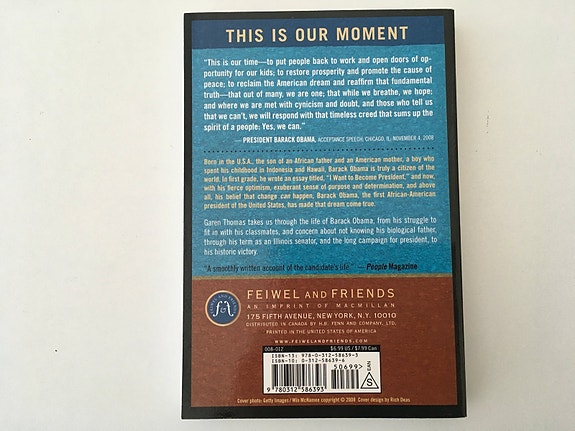 THIS IS OUR MOMENT
"This is our time—to put people back to work and open doors of op-
portunity for our kids; to restore prosperity and promote the cause of
peace; to reclaim the American dream and reaffirm that fundamental
truth—that out of many, we are one; that while we breathe, we hope;
and where we are met with cynicism and doubt, and those who tell us
that we can't, we will respond with that timeless creed that sums up the
spirit of a people: Yes, we can."
— PRESIDENT BARACK OBAMA, ACCEPTANCE SPEECH, CHICAGO, IL, NOVEMBER 4, 2008
Born in the U.S.A., the son of an African father and an American mother, a boy who
spent his childhood in Indonesia and Hawaii, Barack Obama is truly a citizen of the
world. In first grade, he wrote an essay titled, "I Want to Become President," and now,
with his fierce optimism, exuberant sense of purpose and determination, and above
all, his belief that change can happen, Barack Obama, the first African-American
president of the United States, has made that dream come true.
Garen Thomas takes us through the life of Barack Obama, from his struggle to
fit in with his classmates, and concern about not knowing his biological father,
through his term as an Illinois senator, and the long campaign for president, to
his historic victory.
"A smoothly written account of the candidate's life." — People Magazine
FEIWEL AND FRIENDS
AN IMPRINT OF MACMILLAN
175 FIFTH AVENUE, NEW YORK, N.Y. 10010
DISTRIBUTED IN CANADA BY H.B. FENN AND COMPANY, LTD.
PRINTED IN THE UNITED STATES OF AMERICA
WWW.FEIWELANDFRIENDS.COM
008-012 $6.99 US / $7.99 Can
ISBN-13: 978-0-312-58639-3
ISBN-10: 0-312-58639-6
50699>
9 780312 586393
S EAN
Cover photo: Getty Images / Win McNamee copyright © 2008 Cover design by Rich Deas